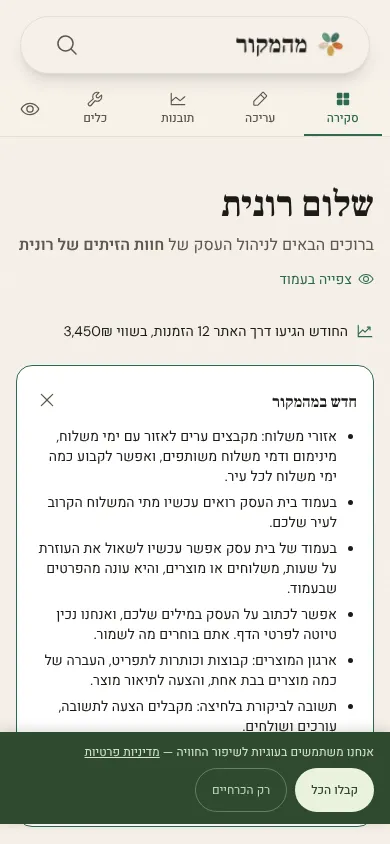 מהמקור
סקירה
עריכה
תובנות
כלים
שלום רונית
ברוכים הבאים לניהול העסק של חוות הזיתים של רונית
צפייה בעמוד
החודש הגיעו דרך האתר 12 הזמנות, בשווי 3,450₪
חדש במהמקור
• אזורי משלוח: מקבצים ערים לאזור עם ימי משלוח,
מינימום ודמי משלוח משותפים, ואפשר לקבוע כמה
ימי משלוח לכל עיר.
• בעמוד בית העסק רואים עכשיו מתי המשלוח הקרוב
לעיר שלכם.
• בעמוד של בית עסק אפשר עכשיו לשאול את העוזרת
על שעות, משלוחים או מוצרים, והיא עונה מהפרטים
שבעמוד.
• אפשר לכתוב על העסק במילים שלכם, ואנחנו נכין
טיוטה לפרטי הדף. אתם בוחרים מה לשמור.
• ארגון המוצרים: קבוצות וכותרות לתפריט, העברה של
כמה מוצרים בבת אחת, והצעה לתיאור מוצר.
• תשובה לביקורת בלחיצה: מקבלים הצעה לתשובה,
עורכים ושולחים.
אנחנו משתמשים בעוגיות לשיפור החוויה — מדיניות פרטיות
קבלו הכל
רק הכרחיים